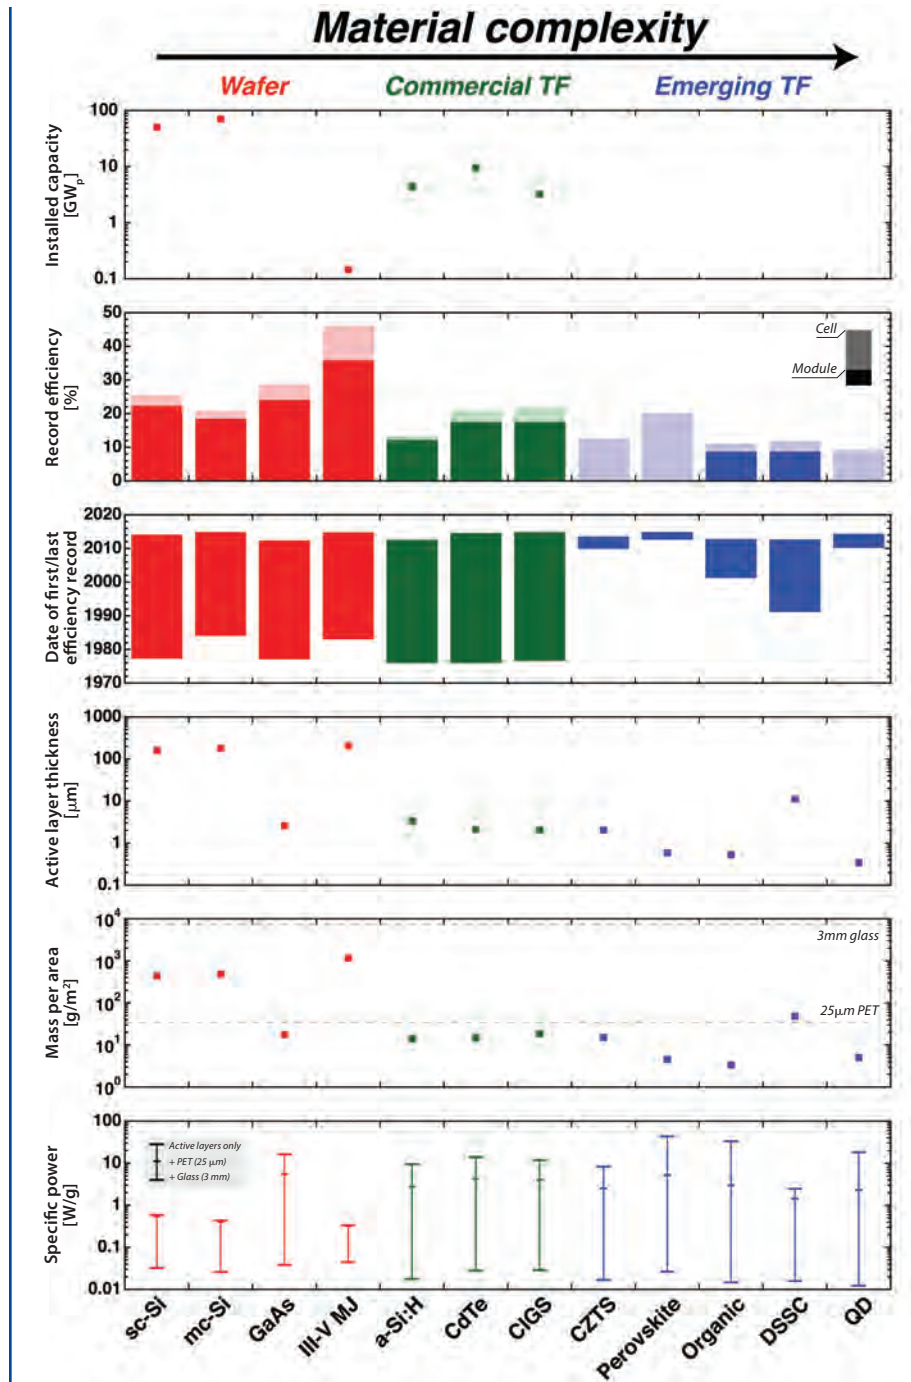 Material complexity
Wafer Commercial TF Emerging TF
Installed capacity
[GWp]
100
10
1
0.1
Record efficiency
[%]
50
40
30
20
10
0
Cell
Module
Date of first/last
efficiency record
2020
2010
2000
1990
1980
1970
Active layer thickness
[µm]
1000
100
10
1
0.1
Mass per area
[g/m²]
10⁴
10³
10²
10¹
10⁰
3mm glass
25µm PET
Specific power
[W/g]
100
10
1
0.1
0.01
Active layers only
+ PET (25 µm)
+ Glass (3 mm)
sc-Si mc-Si GaAs III-V MJ a-Si:H CdTe CIGS CZTS Perovskite Organic DSSC QD